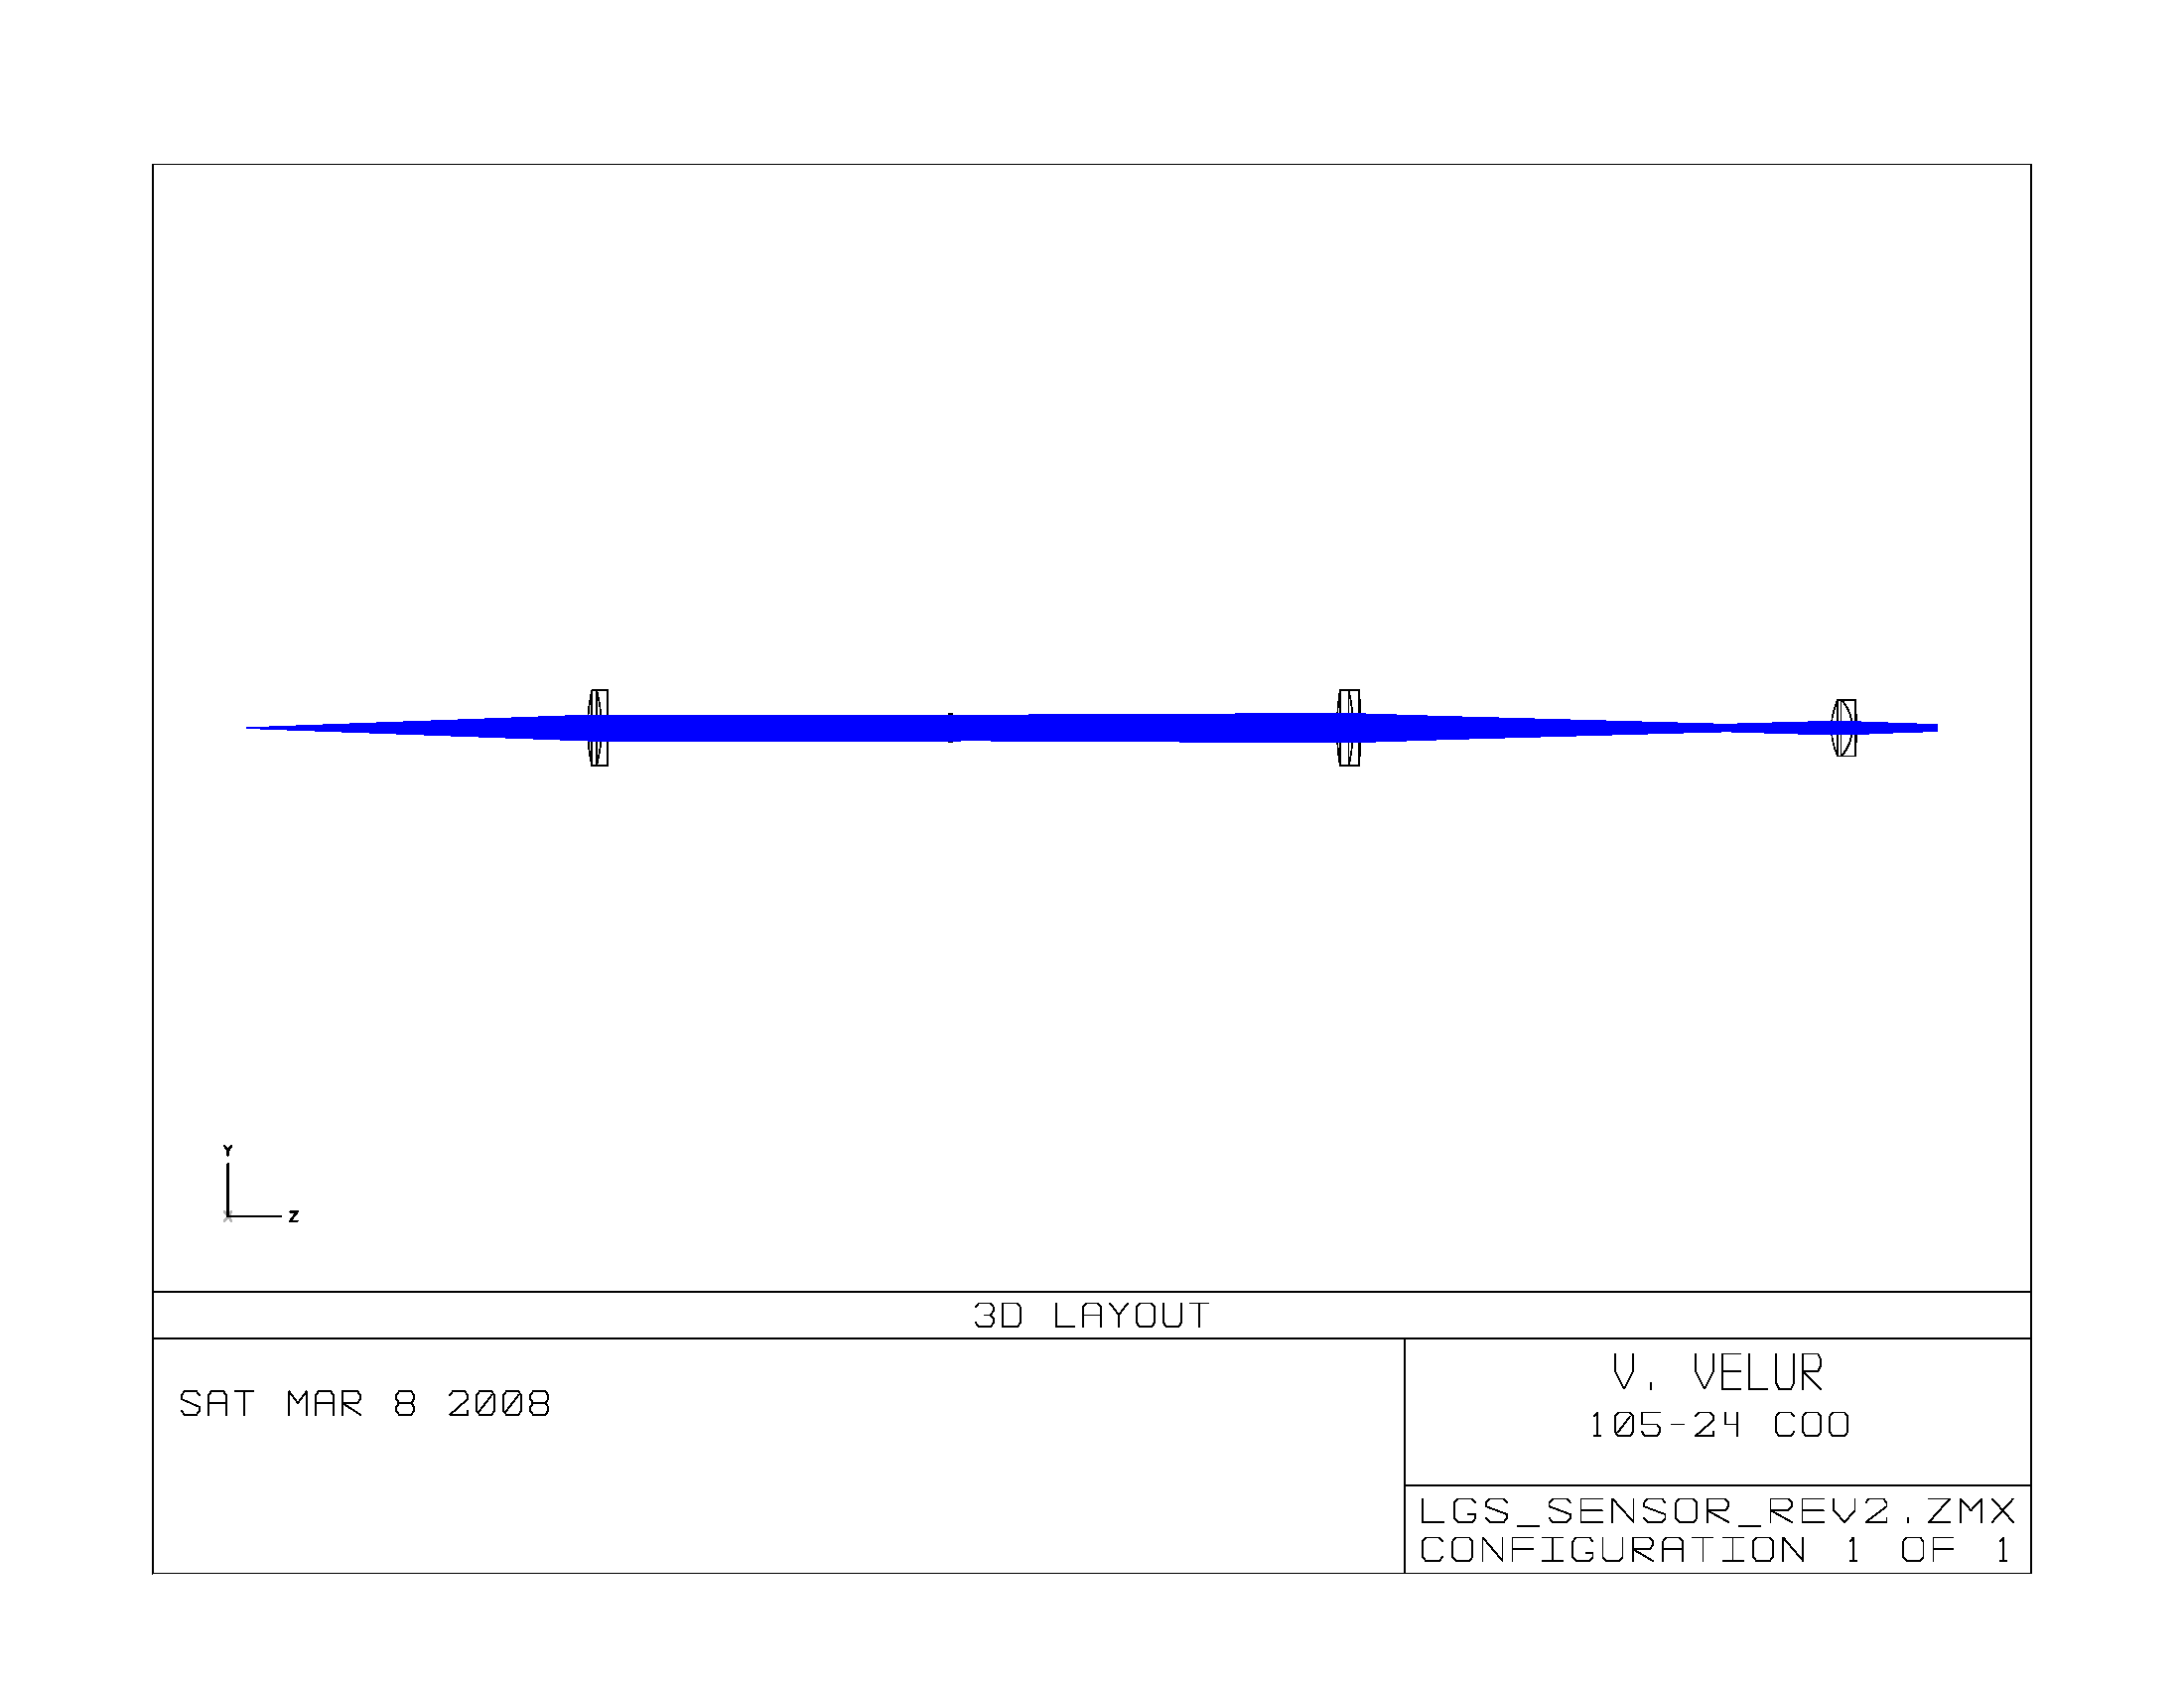 Y
X Z
3D LAYOUT
SAT MAR 8 2008
V. VELUR
105-24 COO
LGS_SENSOR_REV2.ZMX
CONFIGURATION 1 OF 1